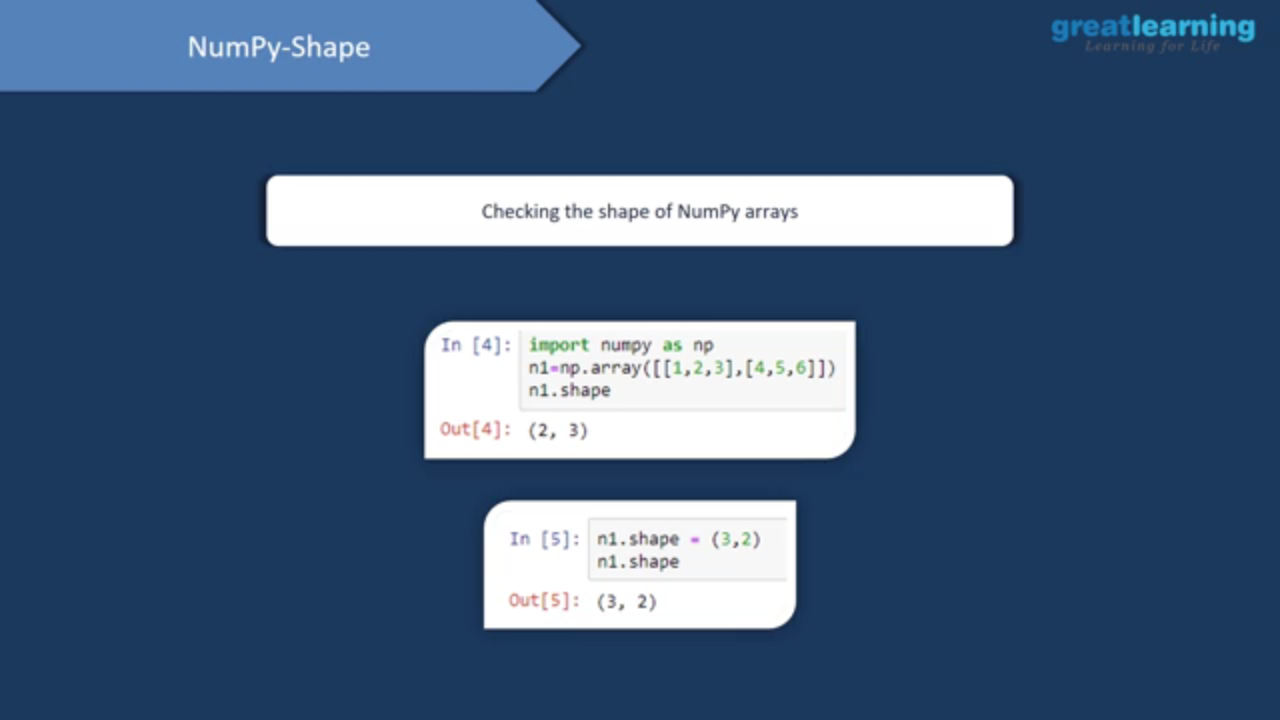 NumPy-Shape
greatlearning
Learning for Life
Checking the shape of NumPy arrays
In [4]: import numpy as np
n1=np.array([[1,2,3],[4,5,6]])
n1.shape
Out[4]: (2, 3)
In [5]: n1.shape = (3,2)
n1.shape
Out[5]: (3, 2)